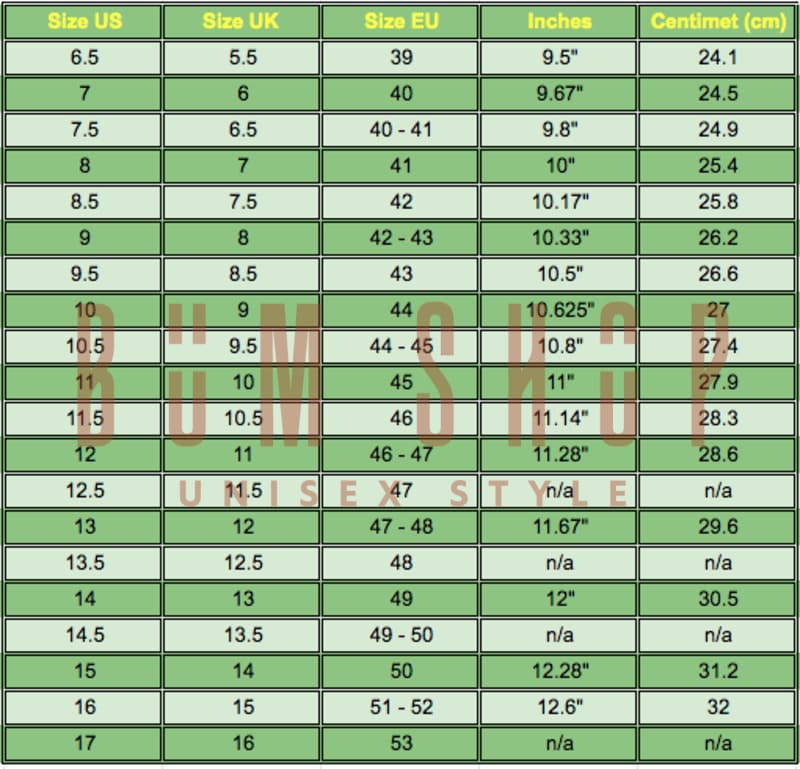 Size US Size UK Size EU Inches Centimet (cm)
6.5 5.5 39 9.5" 24.1
7 6 40 9.67" 24.5
7.5 6.5 40 - 41 9.8" 24.9
8 7 41 10" 25.4
8.5 7.5 42 10.17" 25.8
9 8 42 - 43 10.33" 26.2
9.5 8.5 43 10.5" 26.6
10 9 44 10.625" 27
10.5 9.5 44 - 45 10.8" 27.4
BÜM SHOP
11 10 45 11" 27.9
11.5 10.5 46 11.14" 28.3
12 11 46 - 47 11.28" 28.6
12.5 11.5 47 n/a n/a
UNISEX STYLE
13 12 47 - 48 11.67" 29.6
13.5 12.5 48 n/a n/a
14 13 49 12" 30.5
14.5 13.5 49 - 50 n/a n/a
15 14 50 12.28" 31.2
16 15 51 - 52 12.6" 32
17 16 53 n/a n/a